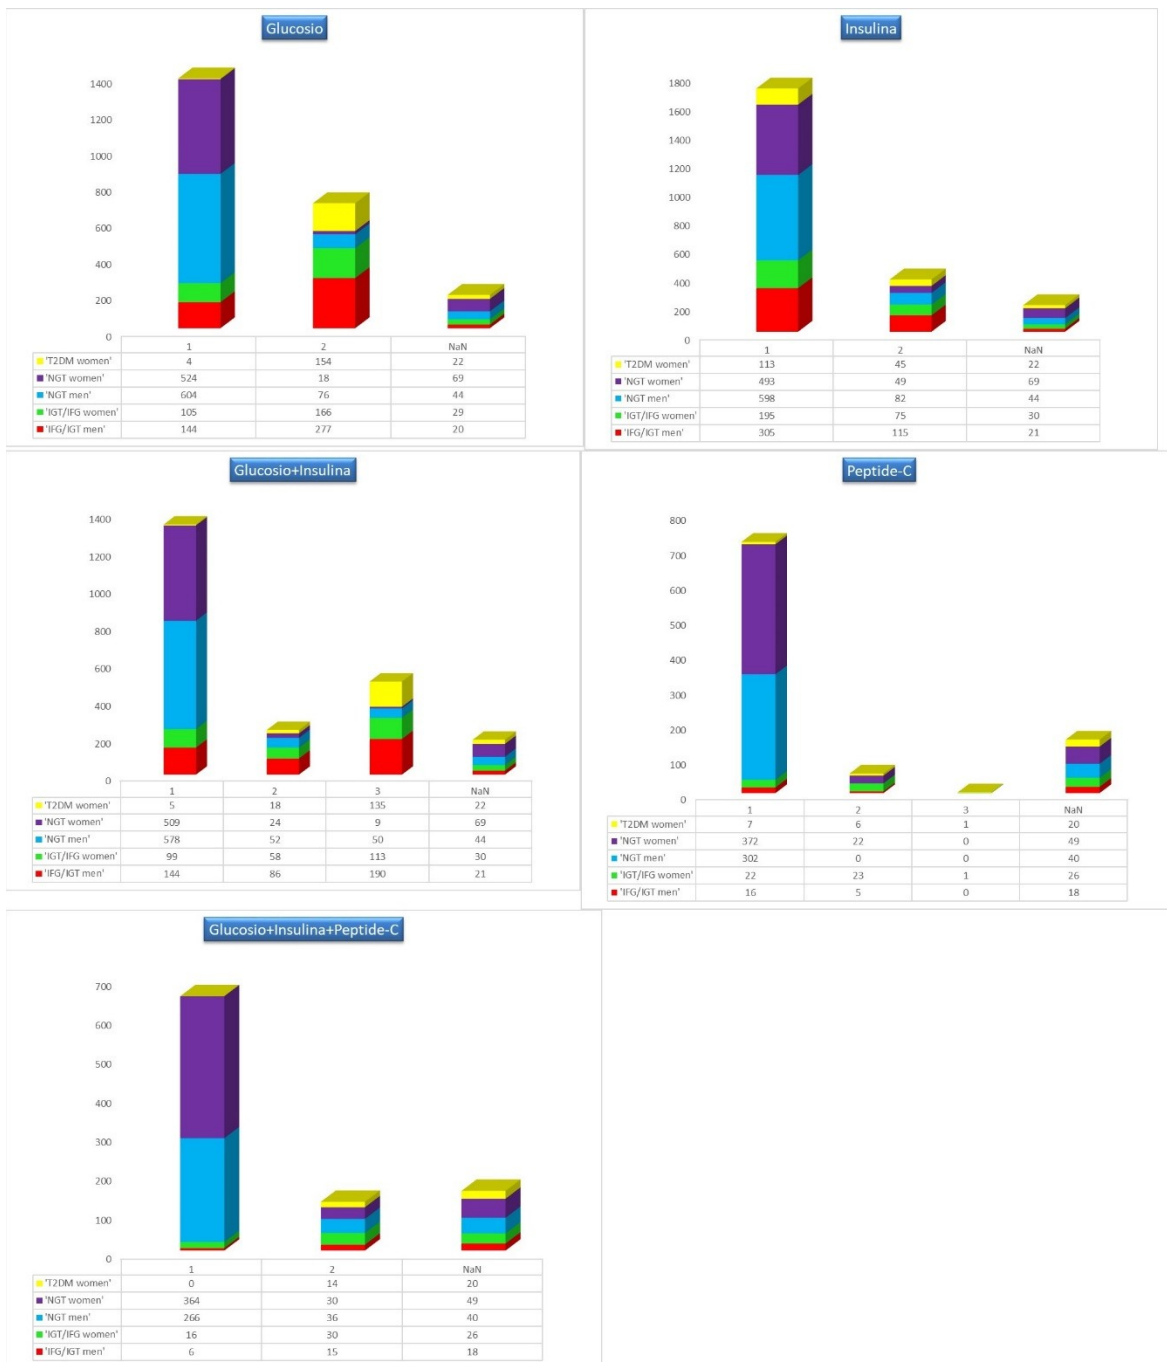 Glucosio
1400
1200
1000
800
600
400
200
0
1 2 NaN
'T2DM women' 4 154 22
'NGT women' 524 18 69
'NGT men' 604 76 44
'IGT/IFG women' 105 166 29
'IFG/IGT men' 144 277 20
Insulina
1800
1600
1400
1200
1000
800
600
400
200
0
1 2 NaN
'T2DM women' 113 45 22
'NGT women' 493 49 69
'NGT men' 598 82 44
'IGT/IFG women' 195 75 30
'IFG/IGT men' 305 115 21
Glucosio+Insulina
1400
1200
1000
800
600
400
200
0
1 2 3 NaN
'T2DM women' 5 18 135 22
'NGT women' 509 24 9 69
'NGT men' 578 52 50 44
'IGT/IFG women' 99 58 113 30
'IFG/IGT men' 144 86 190 21
Peptide-C
800
700
600
500
400
300
200
100
0
1 2 3 NaN
'T2DM women' 7 6 1 20
'NGT women' 372 22 0 49
'NGT men' 302 0 0 40
'IGT/IFG women' 22 23 1 26
'IFG/IGT men' 16 5 0 18
Glucosio+Insulina+Peptide-C
700
600
500
400
300
200
100
0
1 2 NaN
'T2DM women' 0 14 20
'NGT women' 364 30 49
'NGT men' 266 36 40
'IGT/IFG women' 16 30 26
'IFG/IGT men' 6 15 18